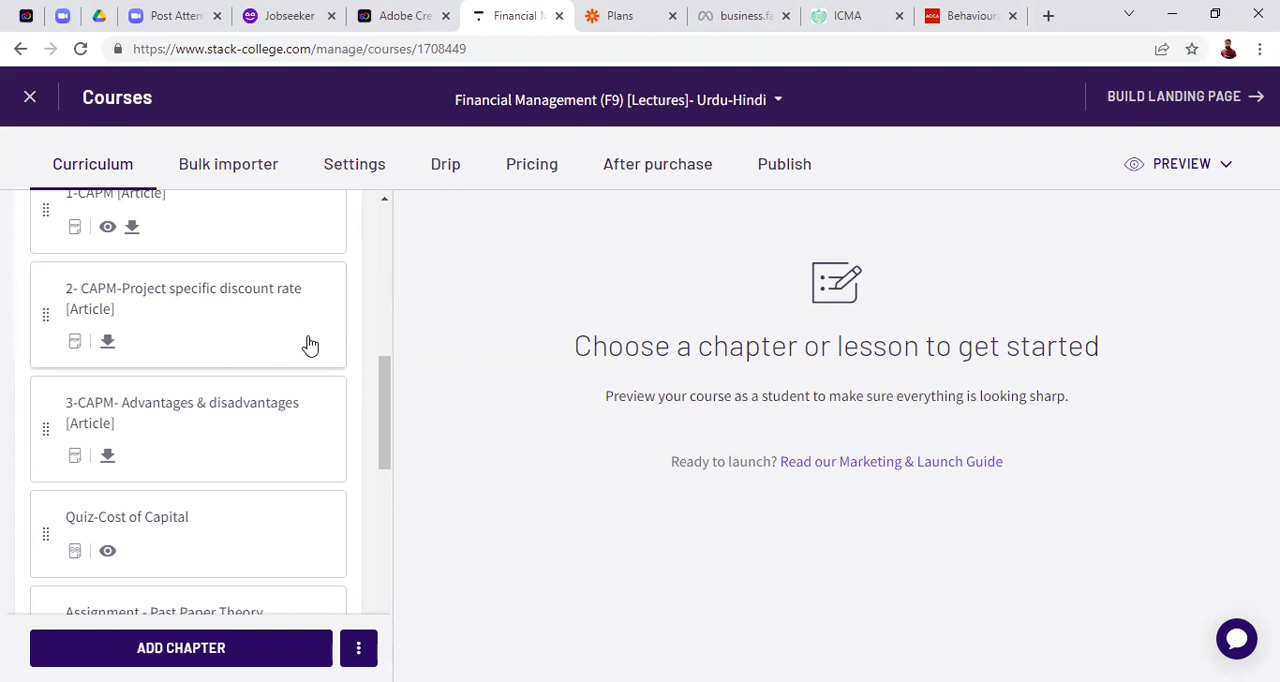 Post Atten
Jobseeker
Adobe Cre
Financial M
Plans
business.fa
ICMA
ACCA
Behavioura
https://www.stack-college.com/manage/courses/1708449
Courses
Financial Management (F9) [Lectures]- Urdu-Hindi
BUILD LANDING PAGE
Curriculum
Bulk importer
Settings
Drip
Pricing
After purchase
Publish
PREVIEW
1-CAPM [Article]
2- CAPM-Project specific discount rate
[Article]
3-CAPM- Advantages & disadvantages
[Article]
Quiz-Cost of Capital
Assignment - Past Paper Theory
ADD CHAPTER
Choose a chapter or lesson to get started
Preview your course as a student to make sure everything is looking sharp.
Ready to launch? Read our Marketing & Launch Guide